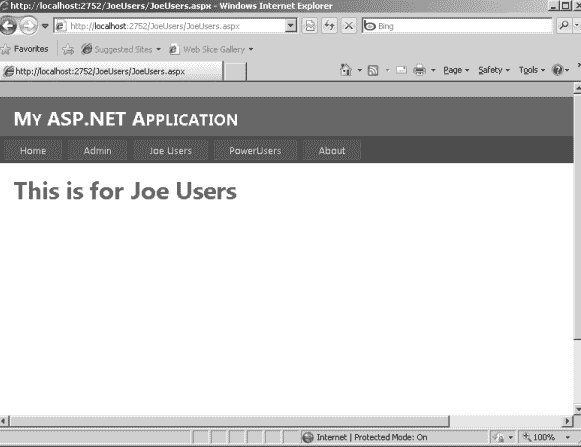 http://localhost:2752/JoeUsers/JoeUsers.aspx - Windows Internet Explorer
http://localhost:2752/JoeUsers/JoeUsers.aspx
Bing
Favorites
Suggested Sites
Web Slice Gallery
http://localhost:2752/JoeUsers/JoeUsers.aspx
Page
Safety
Tools
MY ASP.NET APPLICATION
Home
Admin
Joe Users
PowerUsers
About
This is for Joe Users
Internet | Protected Mode: On
100%